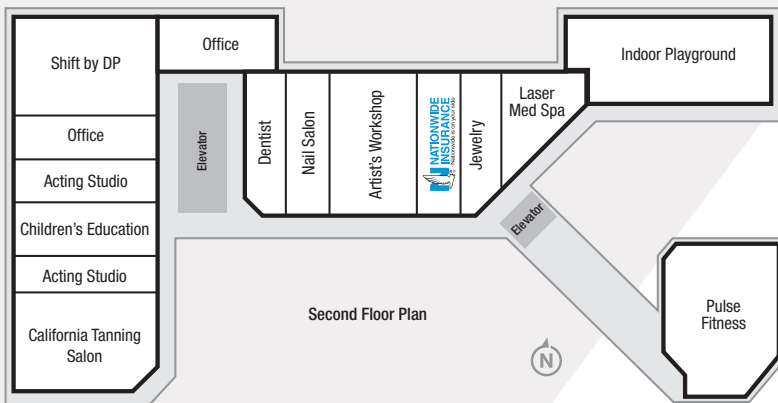 Shift by DP
Office
Indoor Playground
Office
Acting Studio
Children's Education
Acting Studio
California Tanning
Salon
Elevator
Dentist
Nail Salon
Artist's Workshop
NATIONWIDE
INSURANCE
Nationwide is on your side
Jewelry
Laser
Med Spa
Elevator
Second Floor Plan
N
Pulse
Fitness